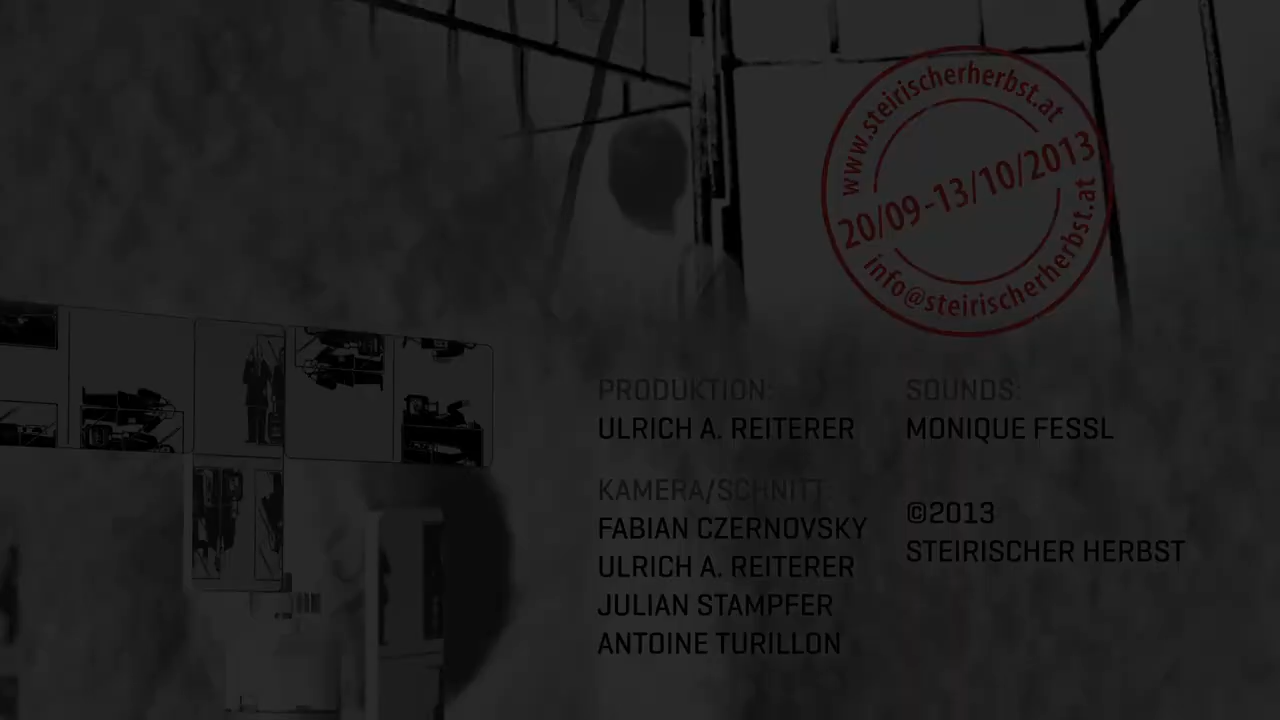 www.steirischerherbst.at
20/09-13/10/2013
info@steirischerherbst.at
PRODUKTION:
ULRICH A. REITERER
KAMERA/SCHNITT:
FABIAN CZERNOVSKY
ULRICH A. REITERER
JULIAN STAMPFER
ANTOINE TURILLON
SOUNDS:
MONIQUE FESSL
©2013
STEIRISCHER HERBST